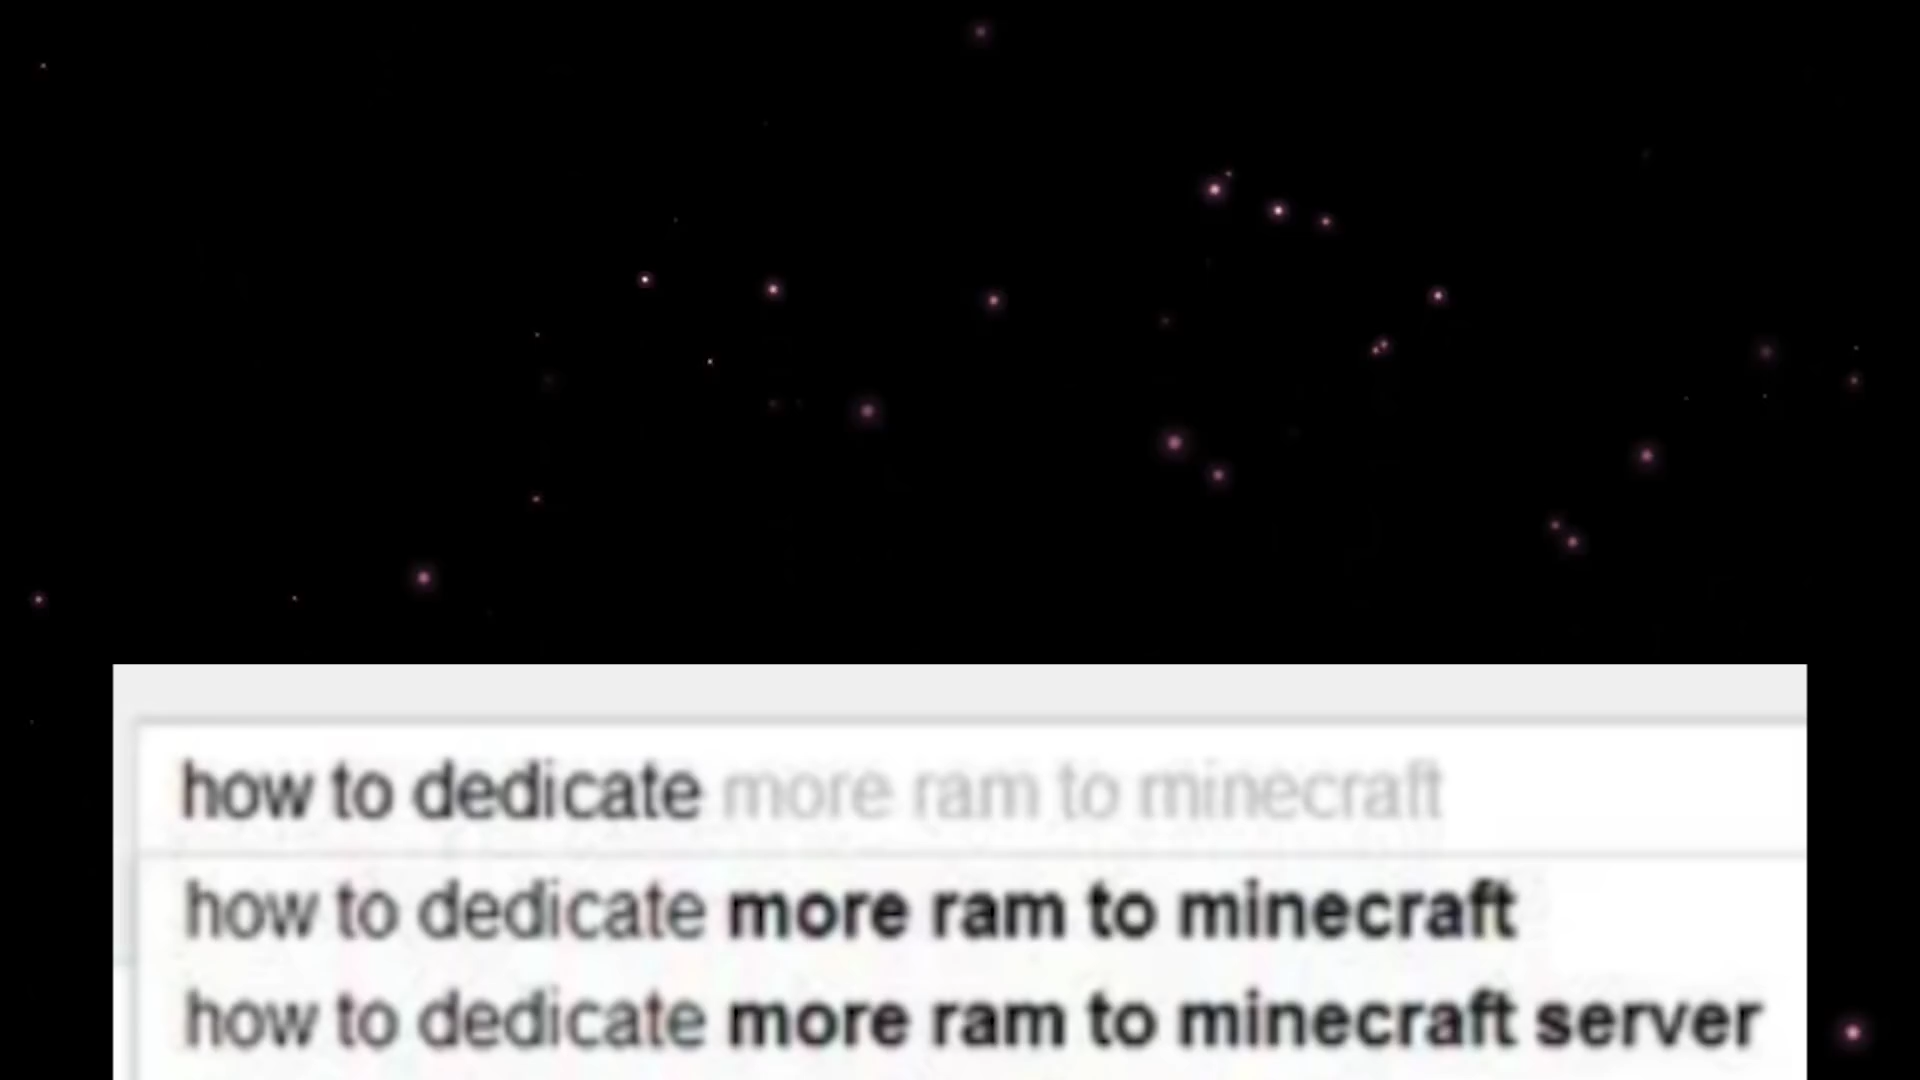 how to dedicate more ram to minecraft
how to dedicate more ram to minecraft
how to dedicate more ram to minecraft server